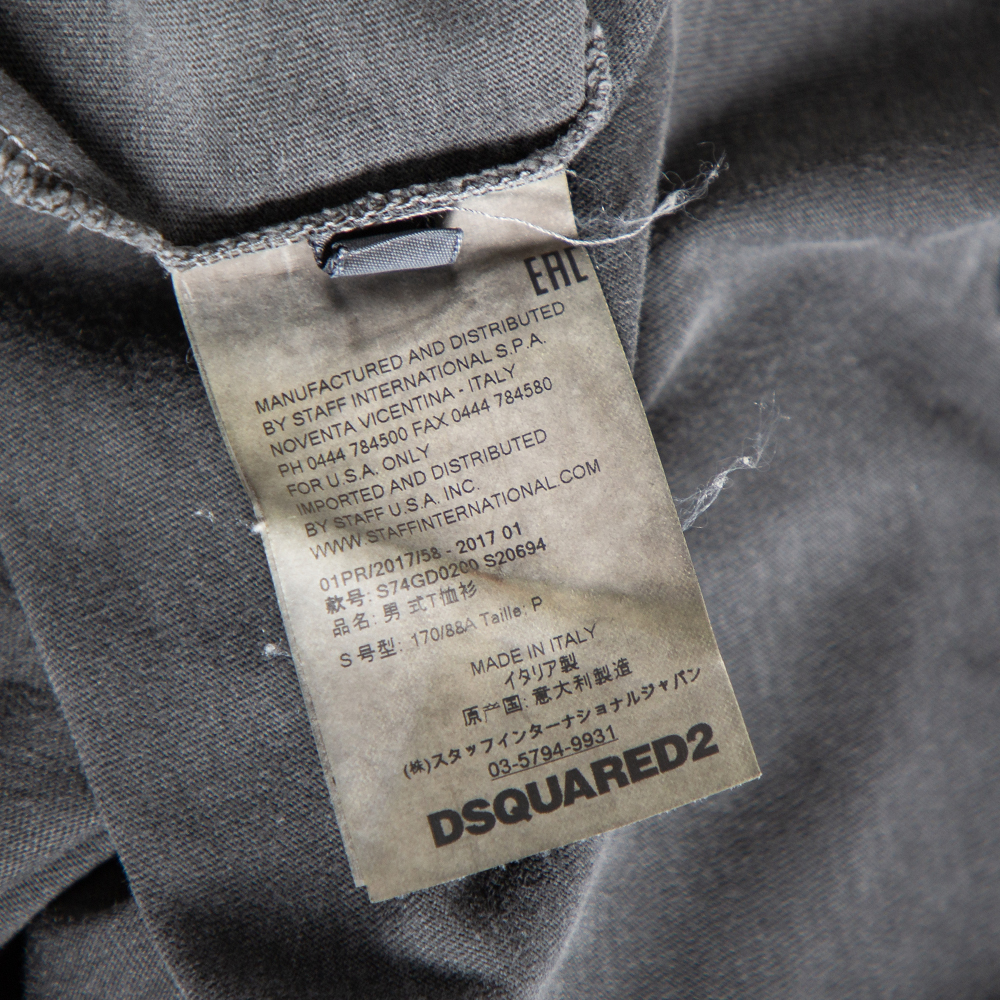 EAC
MANUFACTURED AND DISTRIBUTED
BY STAFF INTERNATIONAL S.P.A.
NOVENTA VICENTINA - ITALY
PH 0444 784500 FAX 0444 784580
FOR U.S.A. ONLY
IMPORTED AND DISTRIBUTED
BY STAFF U.S.A. INC.
WWW.STAFFINTERNATIONAL.COM
01PR/2017/58 - 2017 01
款号: S74GD0200 S20694
品名: 男 式T恤衫
S 号型: 170/88A Taille: P
MADE IN ITALY
イタリア製
原产国: 意大利製造
(株)スタッフインターナショナルジャパン
03-5794-9931
DSQUARED2